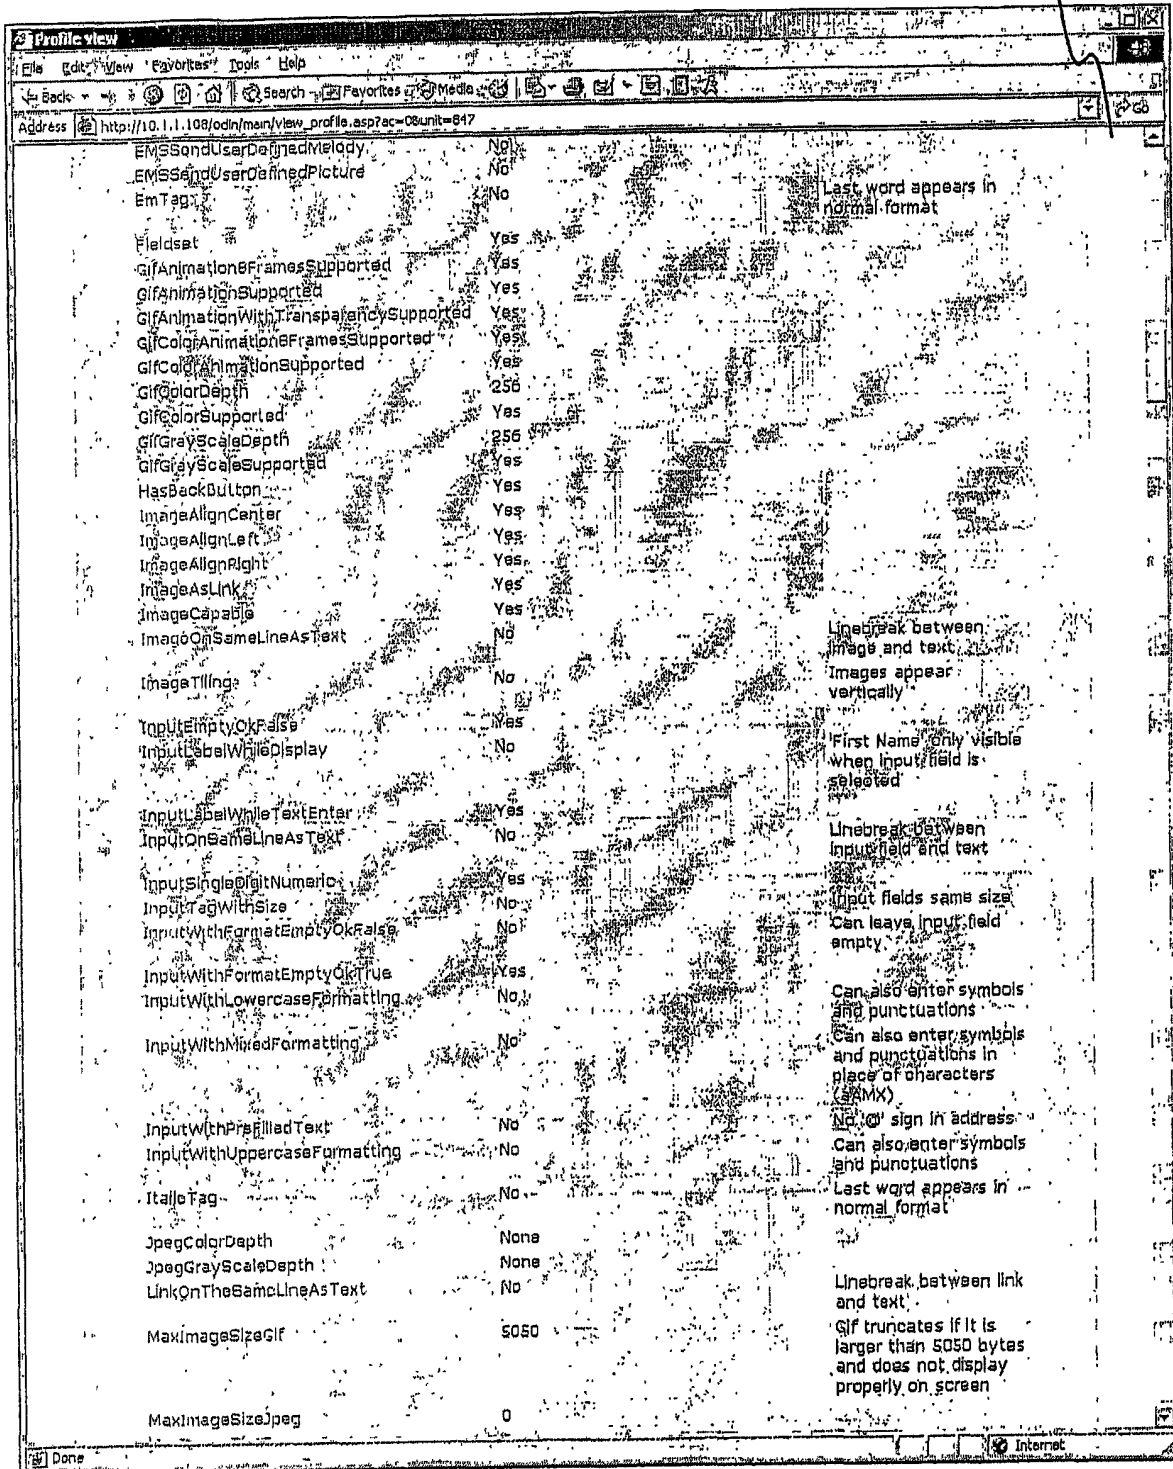 Profile view
File Edit View Favorites Tools Help
Back Search Favorites Media
Address http://10.1.1.108/odin/main/view_profile.asp?ac=0&unit=647 Go
EMSSendUserDefinedMelody No
EMSSendUserDefinedPicture No
EmTag No Last word appears in
normal format
Fieldset Yes
GifAnimation8FramesSupported Yes
GifAnimationSupported Yes
GifAnimationWithTransparencySupported Yes
GifColorAnimation8FramesSupported Yes
GifColorAnimationSupported Yes
GifColorDepth 256
GifColorSupported Yes
GifGrayScaleDepth 256
GifGrayScaleSupported Yes
HasBackButton Yes
ImageAlignCenter Yes
ImageAlignLeft Yes
ImageAlignRight Yes
ImageAsLink Yes
ImageCapable Yes
ImageOnSameLineAsText No Linebreak between
image and text
ImageTiling No Images appear
vertically
InputEmptyOkFalse Yes
InputLabelWhileDisplay No 'First Name' only visible
when input field is
selected
InputLabelWhileTextEnter Yes
InputOnSameLineAsText No Linebreak between
input field and text
InputSingleDigitNumeric Yes
InputTagWithSize No Input fields same size
InputWithFormatEmptyOkFalse No Can leave input field
empty
InputWithFormatEmptyOkTrue Yes
InputWithLowercaseFormatting No Can also enter symbols
and punctuations
InputWithMixedFormatting No Can also enter symbols
and punctuations in
place of characters
(aAMX)
InputWithPreFilledText No No '@' sign in address
InputWithUppercaseFormatting No Can also enter symbols
and punctuations
ItalicTag No Last word appears in
normal format
JpegColorDepth None
JpegGrayScaleDepth None
LinkOnTheSameLineAsText No Linebreak between link
and text
MaxImageSizeGif 5050 Gif truncates if it is
larger than 5050 bytes
and does not display
properly on screen
MaxImageSizeJpeg 0
Done Internet